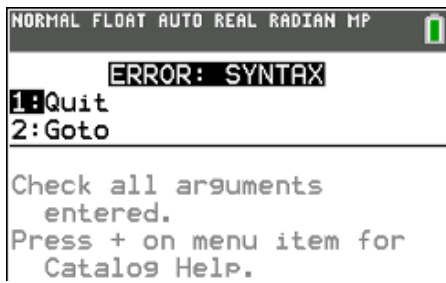 NORMAL FLOAT AUTO REAL RADIAN MP
ERROR: SYNTAX
1:Quit
2:Goto
Check all arguments
entered.
Press + on menu item for
Catalog Help.